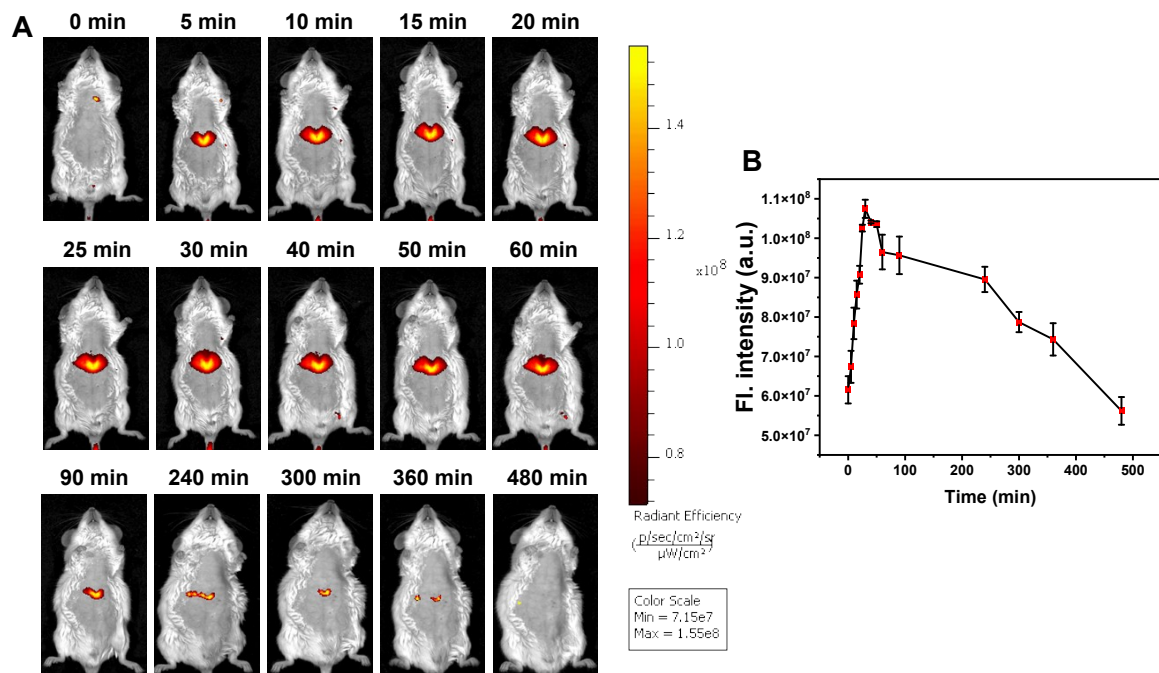 A
0 min 5 min 10 min 15 min 20 min
25 min 30 min 40 min 50 min 60 min
90 min 240 min 300 min 360 min 480 min
1.4
1.2
×10⁸
1.0
0.8
Radiant Efficiency
(p/sec/cm²/sr
µW/cm²)
Color Scale
Min = 7.15e7
Max = 1.55e8
B
Fl. intensity (a.u.)
1.1×10⁸
1.0×10⁸
9.0×10⁷
8.0×10⁷
7.0×10⁷
6.0×10⁷
5.0×10⁷
0 100 200 300 400 500
Time (min)